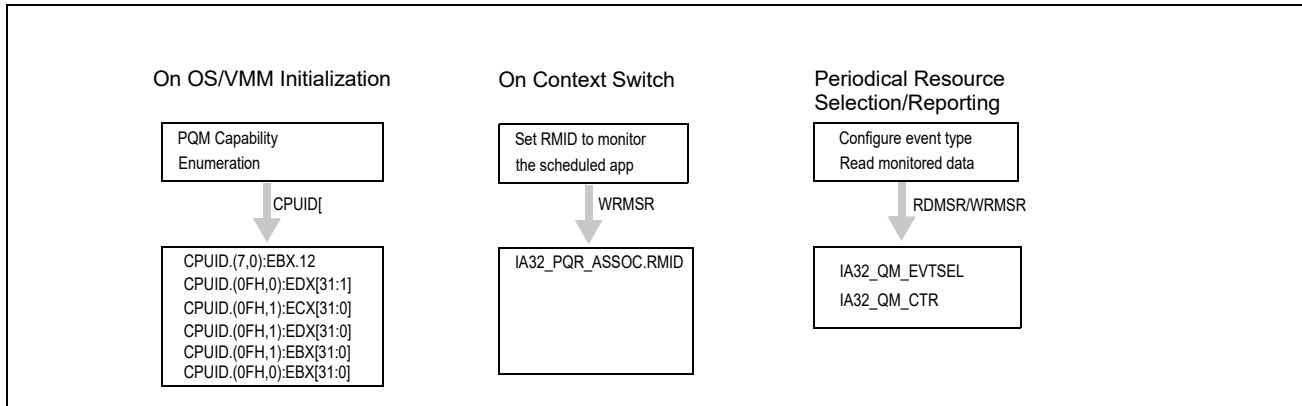 On OS/VMM Initialization
PQM Capability
Enumeration
CPUID[
CPUID.(7,0):EBX.12
CPUID.(0FH,0):EDX[31:1]
CPUID.(0FH,1):ECX[31:0]
CPUID.(0FH,1):EDX[31:0]
CPUID.(0FH,1):EBX[31:0]
CPUID.(0FH,0):EBX[31:0]
On Context Switch
Set RMID to monitor
the scheduled app
WRMSR
IA32_PQR_ASSOC.RMID
Periodical Resource
Selection/Reporting
Configure event type
Read monitored data
RDMSR/WRMSR
IA32_QM_EVTSEL
IA32_QM_CTR